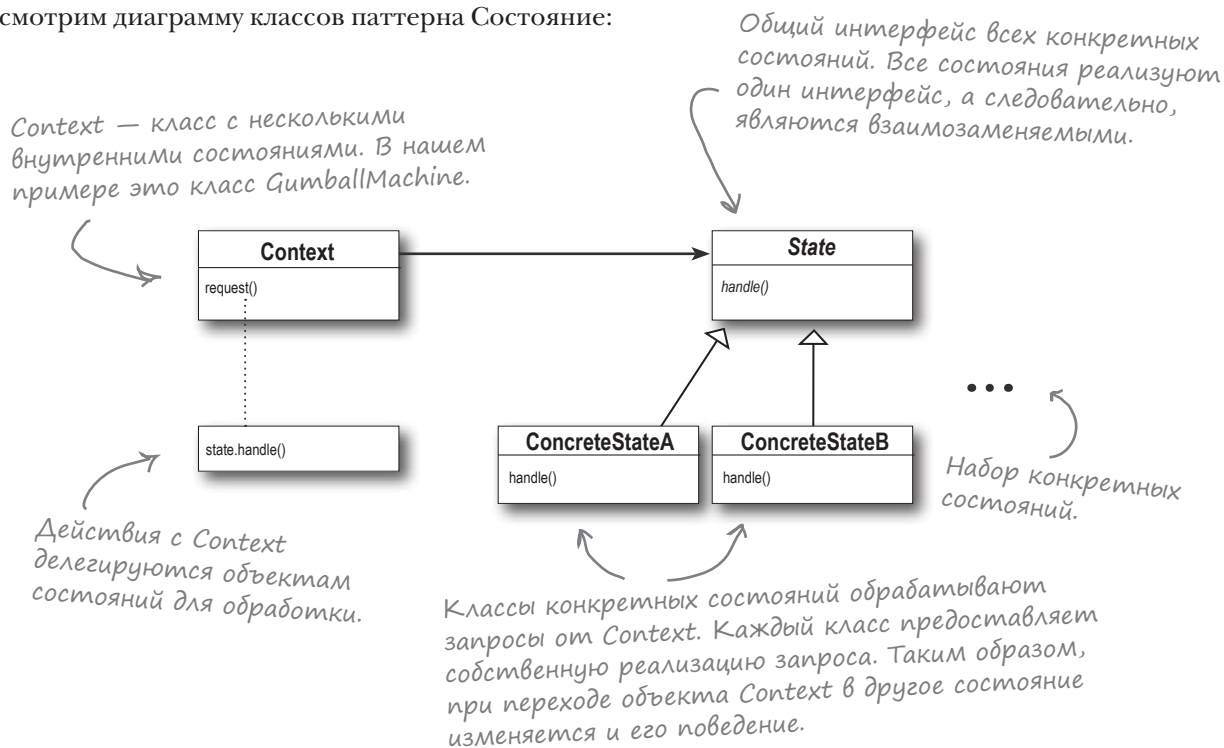 смотрим диаграмму классов паттерна Состояние:
Общий интерфейс всех конкретных
состояний. Все состояния реализуют
один интерфейс, а следовательно,
являются взаимозаменяемыми.
Context — класс с несколькими
внутренними состояниями. В нашем
примере это класс GumballMachine.
Context
request()
State
handle()
state.handle()
ConcreteStateA
handle()
ConcreteStateB
handle()
Набор конкретных
состояний.
Действия с Context
делегируются объектам
состояний для обработки.
Классы конкретных состояний обрабатывают
запросы от Context. Каждый класс предоставляет
собственную реализацию запроса. Таким образом,
при переходе объекта Context в другое состояние
изменяется и его поведение.